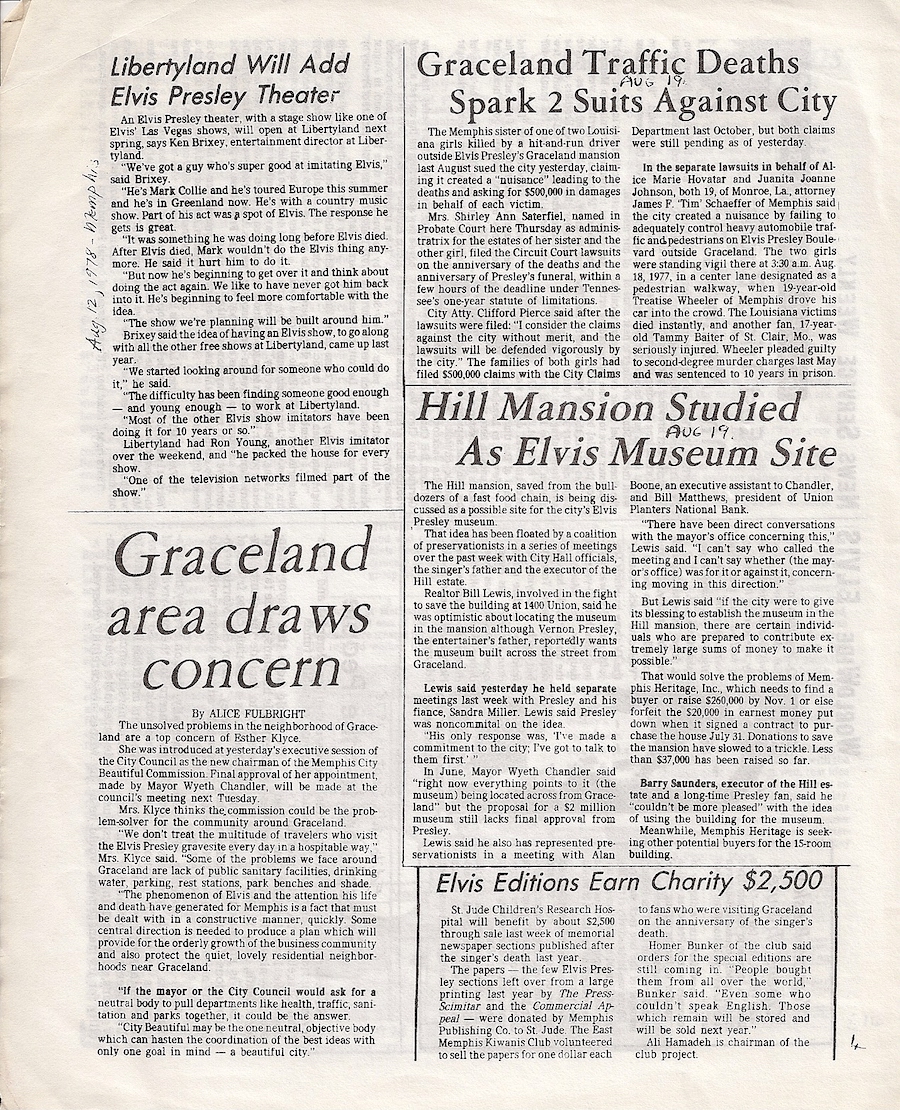 Libertyland Will Add
Elvis Presley Theater
An Elvis Presley theater, with a stage show like one of
Elvis' Las Vegas shows, will open at Libertyland next
spring, says Ken Brixey, entertainment director at Liber-
tyland.
"We've got a guy who's super good at imitating Elvis,"
said Brixey.
"He's Mark Collie and he's toured Europe this summer
and he's in Greenland now. He's with a country music
show. Part of his act was a spot of Elvis. The response he
gets is great.
"It was something he was doing long before Elvis died.
After Elvis died, Mark wouldn't do the Elvis thing any-
more. He said it hurt him to do it.
"But now he's beginning to get over it and think about
doing the act again. We like to have never got him back
into it. He's beginning to feel more comfortable with the
idea.
"The show we're planning will be built around him."
Brixey said the idea of having an Elvis show, to go along
with all the other free shows at Libertyland, came up last
year.
"We started looking around for someone who could do
it," he said.
"The difficulty has been finding someone good enough
— and young enough — to work at Libertyland.
"Most of the other Elvis show imitators have been
doing it for 10 years or so."
Libertyland had Ron Young, another Elvis imitator
over the weekend, and "he packed the house for every
show.
"One of the television networks filmed part of the
show."
Aug 12, 1978 - Memphis
Graceland
area draws
concern
By ALICE FULBRIGHT
The unsolved problems in the neighborhood of Grace-
land are a top concern of Esther Klyce.
She was introduced at yesterday's executive session of
the City Council as the new chairman of the Memphis City
Beautiful Commission. Final approval of her appointment,
made by Mayor Wyeth Chandler, will be made at the
council's meeting next Tuesday.
Mrs. Klyce thinks the commission could be the prob-
lem-solver for the community around Graceland.
"We don't treat the multitude of travelers who visit
the Elvis Presley gravesite every day in a hospitable way,"
Mrs. Klyce said. "Some of the problems we face around
Graceland are lack of public sanitary facilities, drinking
water, parking, rest stations, park benches and shade.
"The phenomenon of Elvis and the attention his life
and death have generated for Memphis is a fact that must
be dealt with in a constructive manner, quickly. Some
central direction is needed to produce a plan which will
provide for the orderly growth of the business community
and also protect the quiet, lovely residential neighbor-
hoods near Graceland.
"If the mayor or the City Council would ask for a
neutral body to pull departments like health, traffic, sani-
tation and parks together, it could be the answer.
"City Beautiful may be the one neutral, objective body
which can hasten the coordination of the best ideas with
only one goal in mind — a beautiful city."
Graceland Traffic Deaths
AUG 19.
Spark 2 Suits Against City
The Memphis sister of one of two Louisi-
ana girls killed by a hit-and-run driver
outside Elvis Presley's Graceland mansion
last August sued the city yesterday, claim-
ing it created a "nuisance" leading to the
deaths and asking for $500,000 in damages
in behalf of each victim.
Mrs. Shirley Ann Saterfiel, named in
Probate Court here Thursday as adminis-
tratrix for the estates of her sister and the
other girl, filed the Circuit Court lawsuits
on the anniversary of the deaths and the
anniversary of Presley's funeral, within a
few hours of the deadline under Tennes-
see's one-year statute of limitations.
City Atty. Clifford Pierce said after the
lawsuits were filed: "I consider the claims
against the city without merit, and the
lawsuits will be defended vigorously by
the city." The families of both girls had
filed $500,000 claims with the City Claims
Department last October, but both claims
were still pending as of yesterday.
In the separate lawsuits in behalf of Al-
ice Marie Hovatar and Juanita Joanne
Johnson, both 19, of Monroe, La., attorney
James F. 'Tim' Schaeffer of Memphis said
the city created a nuisance by failing to
adequately control heavy automobile traf-
fic and pedestrians on Elvis Presley Boule-
vard outside Graceland. The two girls
were standing vigil there at 3:30 a.m. Aug.
18, 1977, in a center lane designated as a
pedestrian walkway, when 19-year-old
Treatise Wheeler of Memphis drove his
car into the crowd. The Louisiana victims
died instantly, and another fan, 17-year-
old Tammy Baiter of St. Clair, Mo., was
seriously injured. Wheeler pleaded guilty
to second-degree murder charges last May
and was sentenced to 10 years in prison.
Hill Mansion Studied
AUG 19.
As Elvis Museum Site
The Hill mansion, saved from the bull-
dozers of a fast food chain, is being dis-
cussed as a possible site for the city's Elvis
Presley museum.
That idea has been floated by a coalition
of preservationists in a series of meetings
over the past week with City Hall officials,
the singer's father and the executor of the
Hill estate.
Realtor Bill Lewis, involved in the fight
to save the building at 1400 Union, said he
was optimistic about locating the museum
in the mansion although Vernon Presley,
the entertainer's father, reportedly wants
the museum built across the street from
Graceland.
Lewis said yesterday he held separate
meetings last week with Presley and his
fiance, Sandra Miller. Lewis said Presley
was noncommital on the idea.
"His only response was, 'I've made a
commitment to the city; I've got to talk to
them first.' "
In June, Mayor Wyeth Chandler said
"right now everything points to it (the
museum) being located across from Grace-
land" but the proposal for a $2 million
museum still lacks final approval from
Presley.
Lewis said he also has represented pre-
servationists in a meeting with Alan
Boone, an executive assistant to Chandler,
and Bill Matthews, president of Union
Planters National Bank.
"There have been direct conversations
with the mayor's office concerning this,"
Lewis said. "I can't say who called the
meeting and I can't say whether (the may-
or's office) was for it or against it, concern-
ing moving in this direction."
But Lewis said "if the city were to give
its blessing to establish the museum in the
Hill mansion, there are certain individ-
uals who are prepared to contribute ex-
tremely large sums of money to make it
possible."
That would solve the problems of Mem-
phis Heritage, Inc., which needs to find a
buyer or raise $260,000 by Nov. 1 or else
forfeit the $20,000 in earnest money put
down when it signed a contract to pur-
chase the house July 31. Donations to save
the mansion have slowed to a trickle. Less
than $37,000 has been raised so far.
Barry Saunders, executor of the Hill es-
tate and a long-time Presley fan, said he
"couldn't be more pleased" with the idea
of using the building for the museum.
Meanwhile, Memphis Heritage is seek-
ing other potential buyers for the 15-room
building.
Elvis Editions Earn Charity $2,500
St. Jude Children's Research Hos-
pital will benefit by about $2,500
through sale last week of memorial
newspaper sections published after
the singer's death last year.
The papers — the few Elvis Pres-
ley sections left over from a large
printing last year by The Press-
Scimitar and the Commercial Ap-
peal — were donated by Memphis
Publishing Co. to St. Jude. The East
Memphis Kiwanis Club volunteered
to sell the papers for one dollar each
to fans who were visiting Graceland
on the anniversary of the singer's
death.
Homer Bunker of the club said
orders for the special editions are
still coming in. "People bought
them from all over the world,"
Bunker said. "Even some who
couldn't speak English. Those
which remain will be stored and
will be sold next year."
Ali Hamadeh is chairman of the
club project.